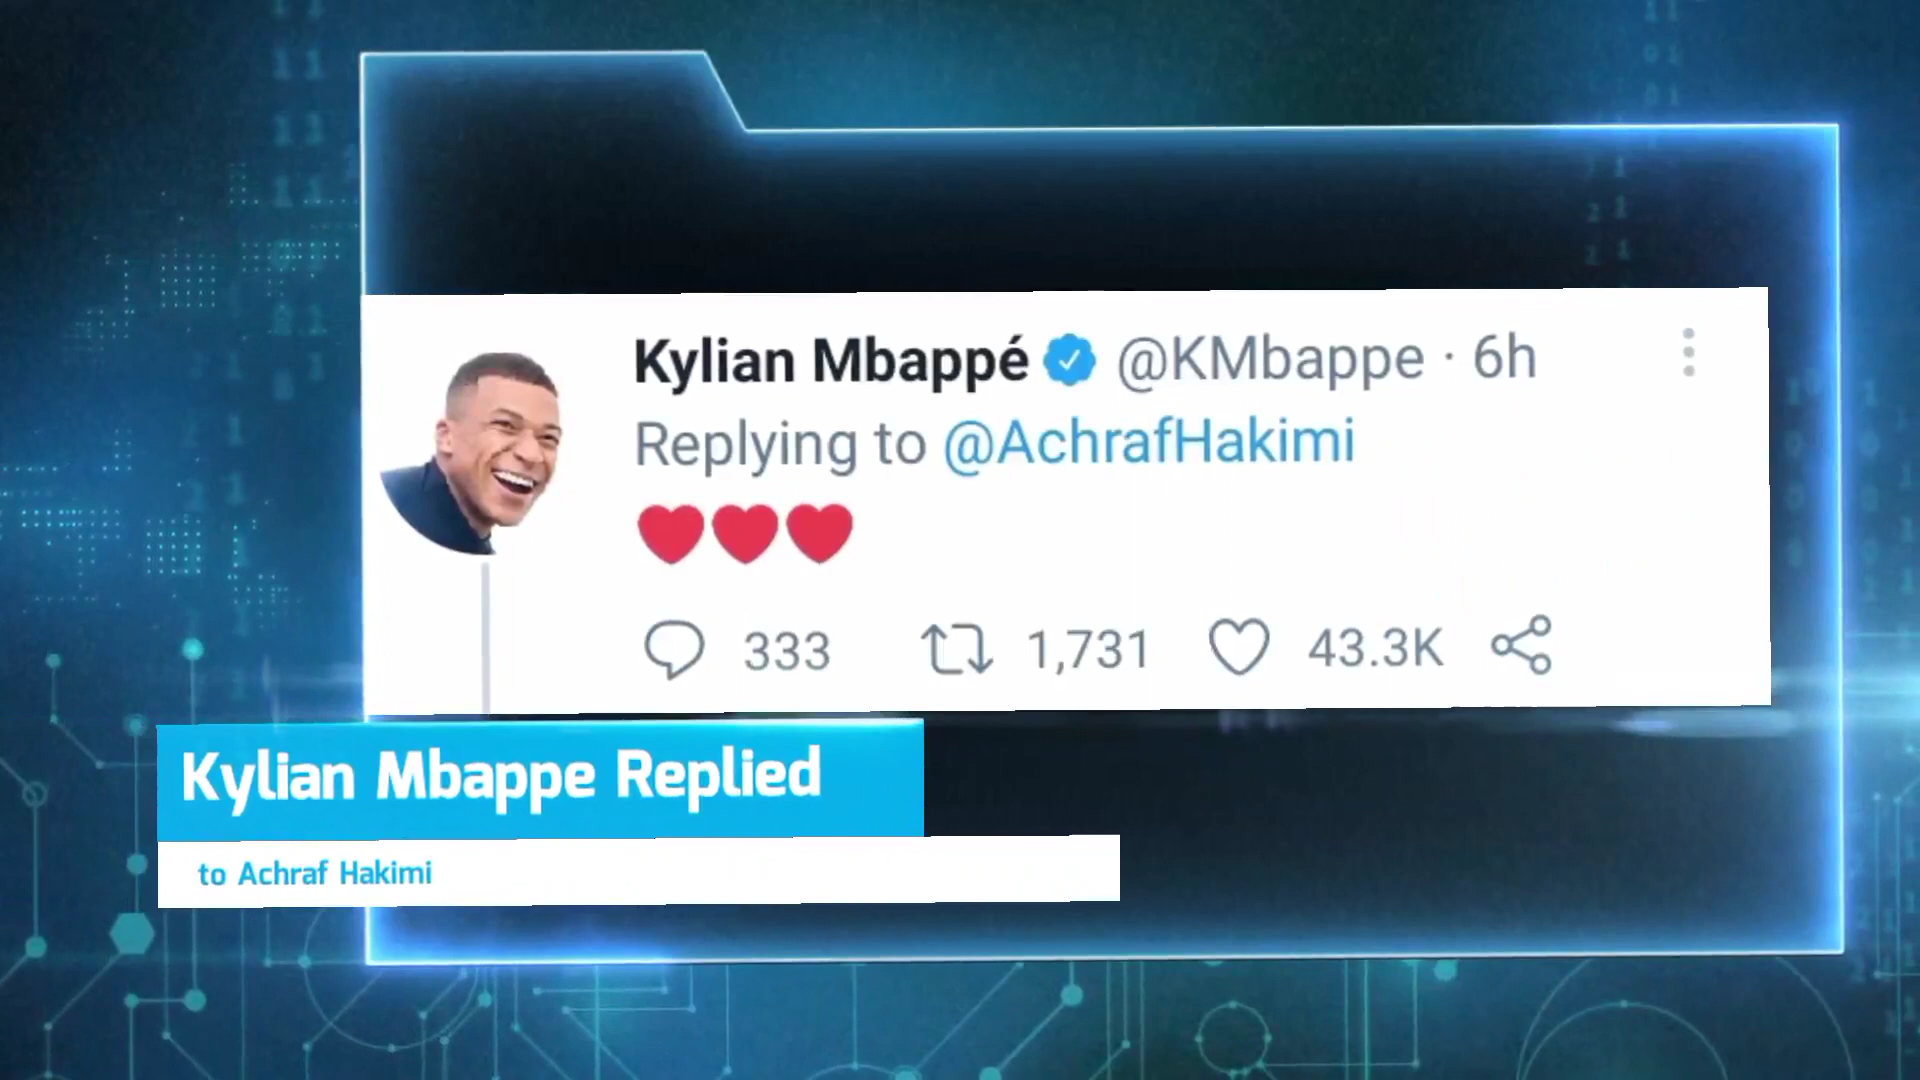 Kylian Mbappé @KMbappe · 6h
Replying to @AchrafHakimi
❤❤❤
333 1,731 43.3K
Kylian Mbappe Replied
to Achraf Hakimi